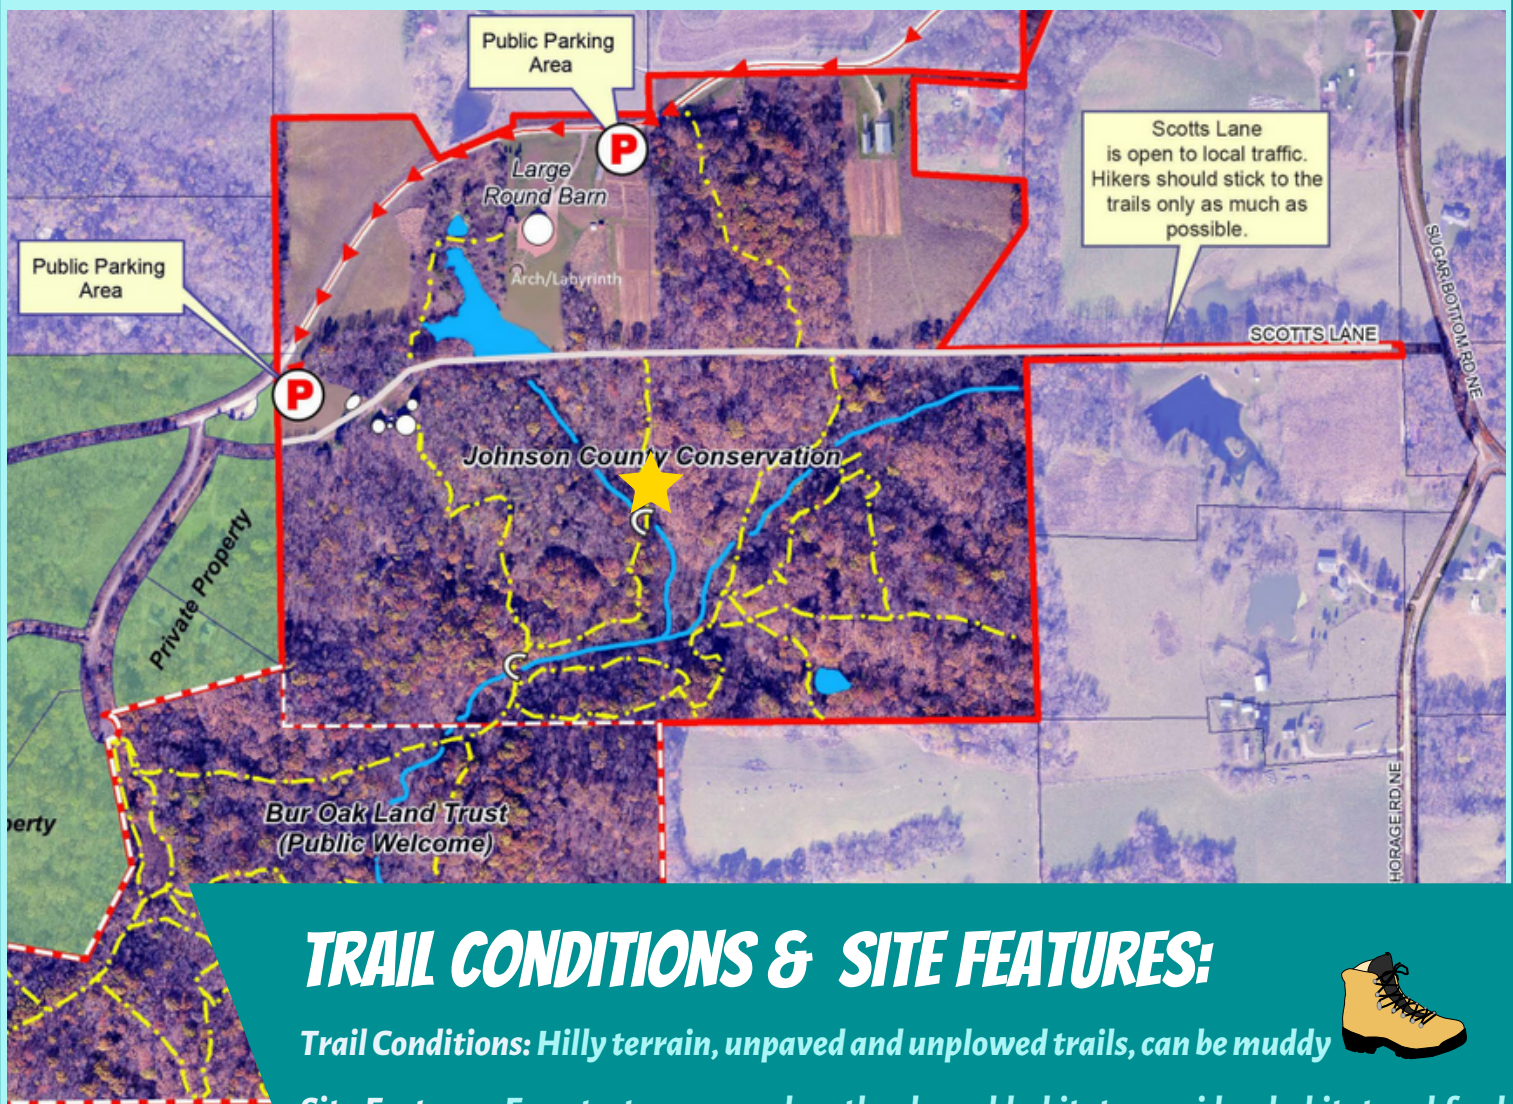 Public Parking
Area
P
Large
Round Barn
Arch/Labyrinth
Scotts Lane
is open to local traffic.
Hikers should stick to the
trails only as much as
possible.
SUGAR BOTTOM RD NE
Public Parking
Area
P
SCOTTS LANE
Johnson County Conservation
Private Property
Bur Oak Land Trust
(Public Welcome)
perty
HORAGE RD NE
TRAIL CONDITIONS & SITE FEATURES:
Trail Conditions: Hilly terrain, unpaved and unplowed trails, can be muddy